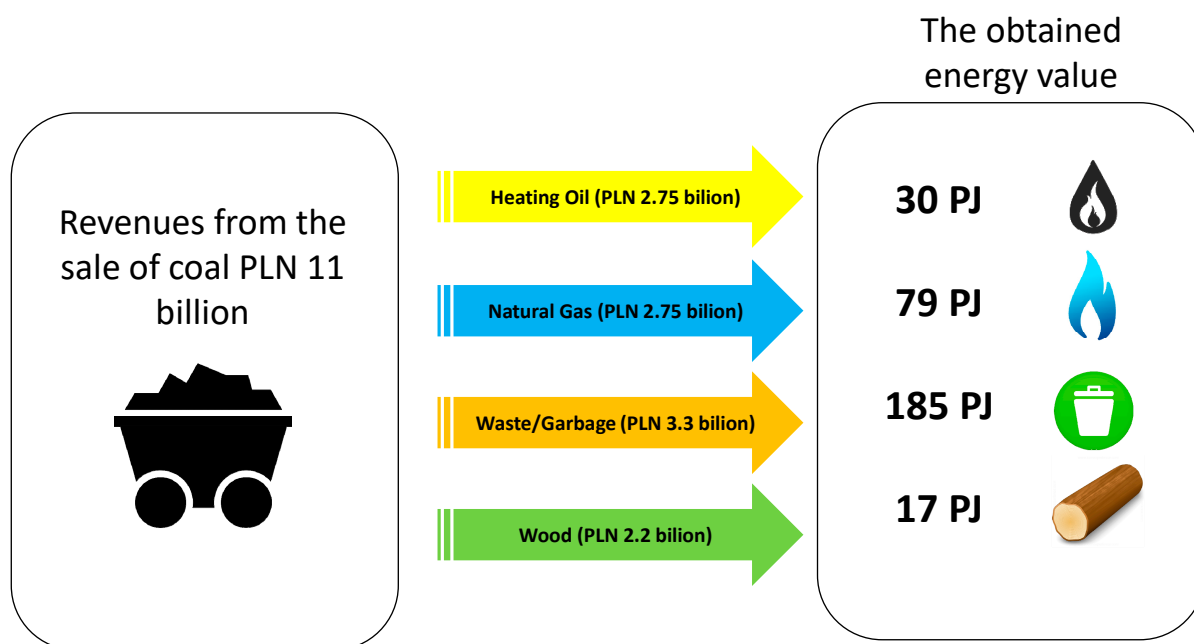 The obtained
energy value
Revenues from the
sale of coal PLN 11
billion
Heating Oil (PLN 2.75 bilion)
30 PJ
Natural Gas (PLN 2.75 bilion)
79 PJ
Waste/Garbage (PLN 3.3 bilion)
185 PJ
Wood (PLN 2.2 bilion)
17 PJ